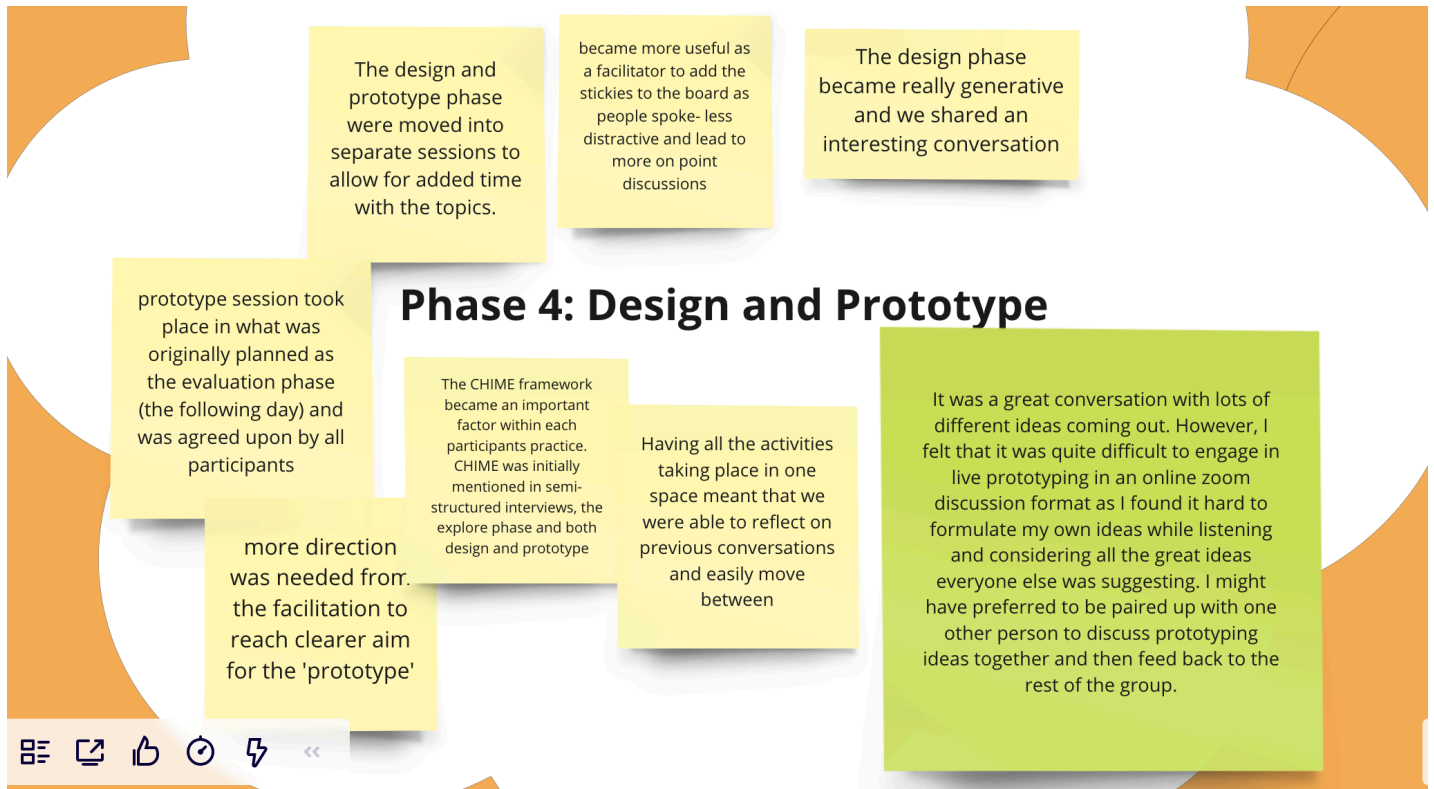 The design and
prototype phase
were moved into
separate sessions to
allow for added time
with the topics.
became more useful as
a facilitator to add the
stickies to the board as
people spoke- less
distractive and lead to
more on point
discussions
The design phase
became really generative
and we shared an
interesting conversation
Phase 4: Design and Prototype
prototype session took
place in what was
originally planned as
the evaluation phase
(the following day) and
was agreed upon by all
participants
more direction
was needed from
the facilitation to
reach clearer aim
for the 'prototype'
The CHIME framework
became an important
factor within each
participants practice.
CHIME was initially
mentioned in semi-
structured interviews, the
explore phase and both
design and prototype
Having all the activities
taking place in one
space meant that we
were able to reflect on
previous conversations
and easily move
between
It was a great conversation with lots of
different ideas coming out. However, I
felt that it was quite difficult to engage in
live prototyping in an online zoom
discussion format as I found it hard to
formulate my own ideas while listening
and considering all the great ideas
everyone else was suggesting. I might
have preferred to be paired up with one
other person to discuss prototyping
ideas together and then feed back to the
rest of the group.